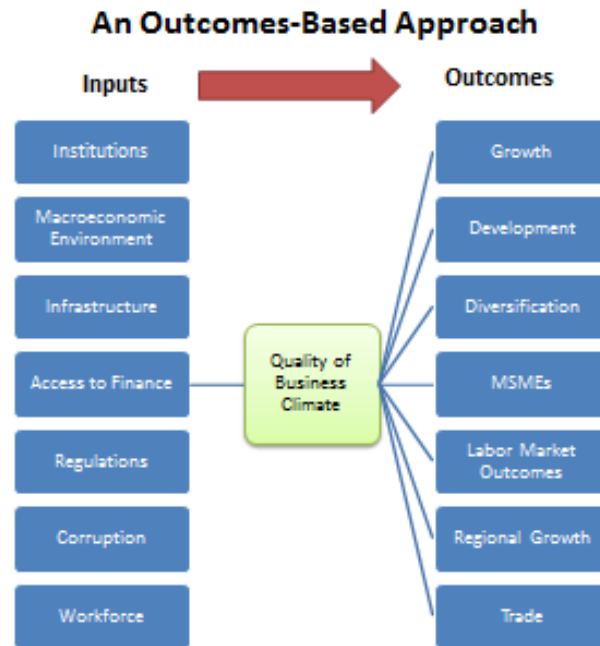 An Outcomes-Based Approach
Inputs
Outcomes
Institutions
Macroeconomic
Environment
Infrastructure
Access to Finance
Regulations
Corruption
Workforce
Quality of
Business
Climate
Growth
Development
Diversification
MSMEs
Labor Market
Outcomes
Regional Growth
Trade